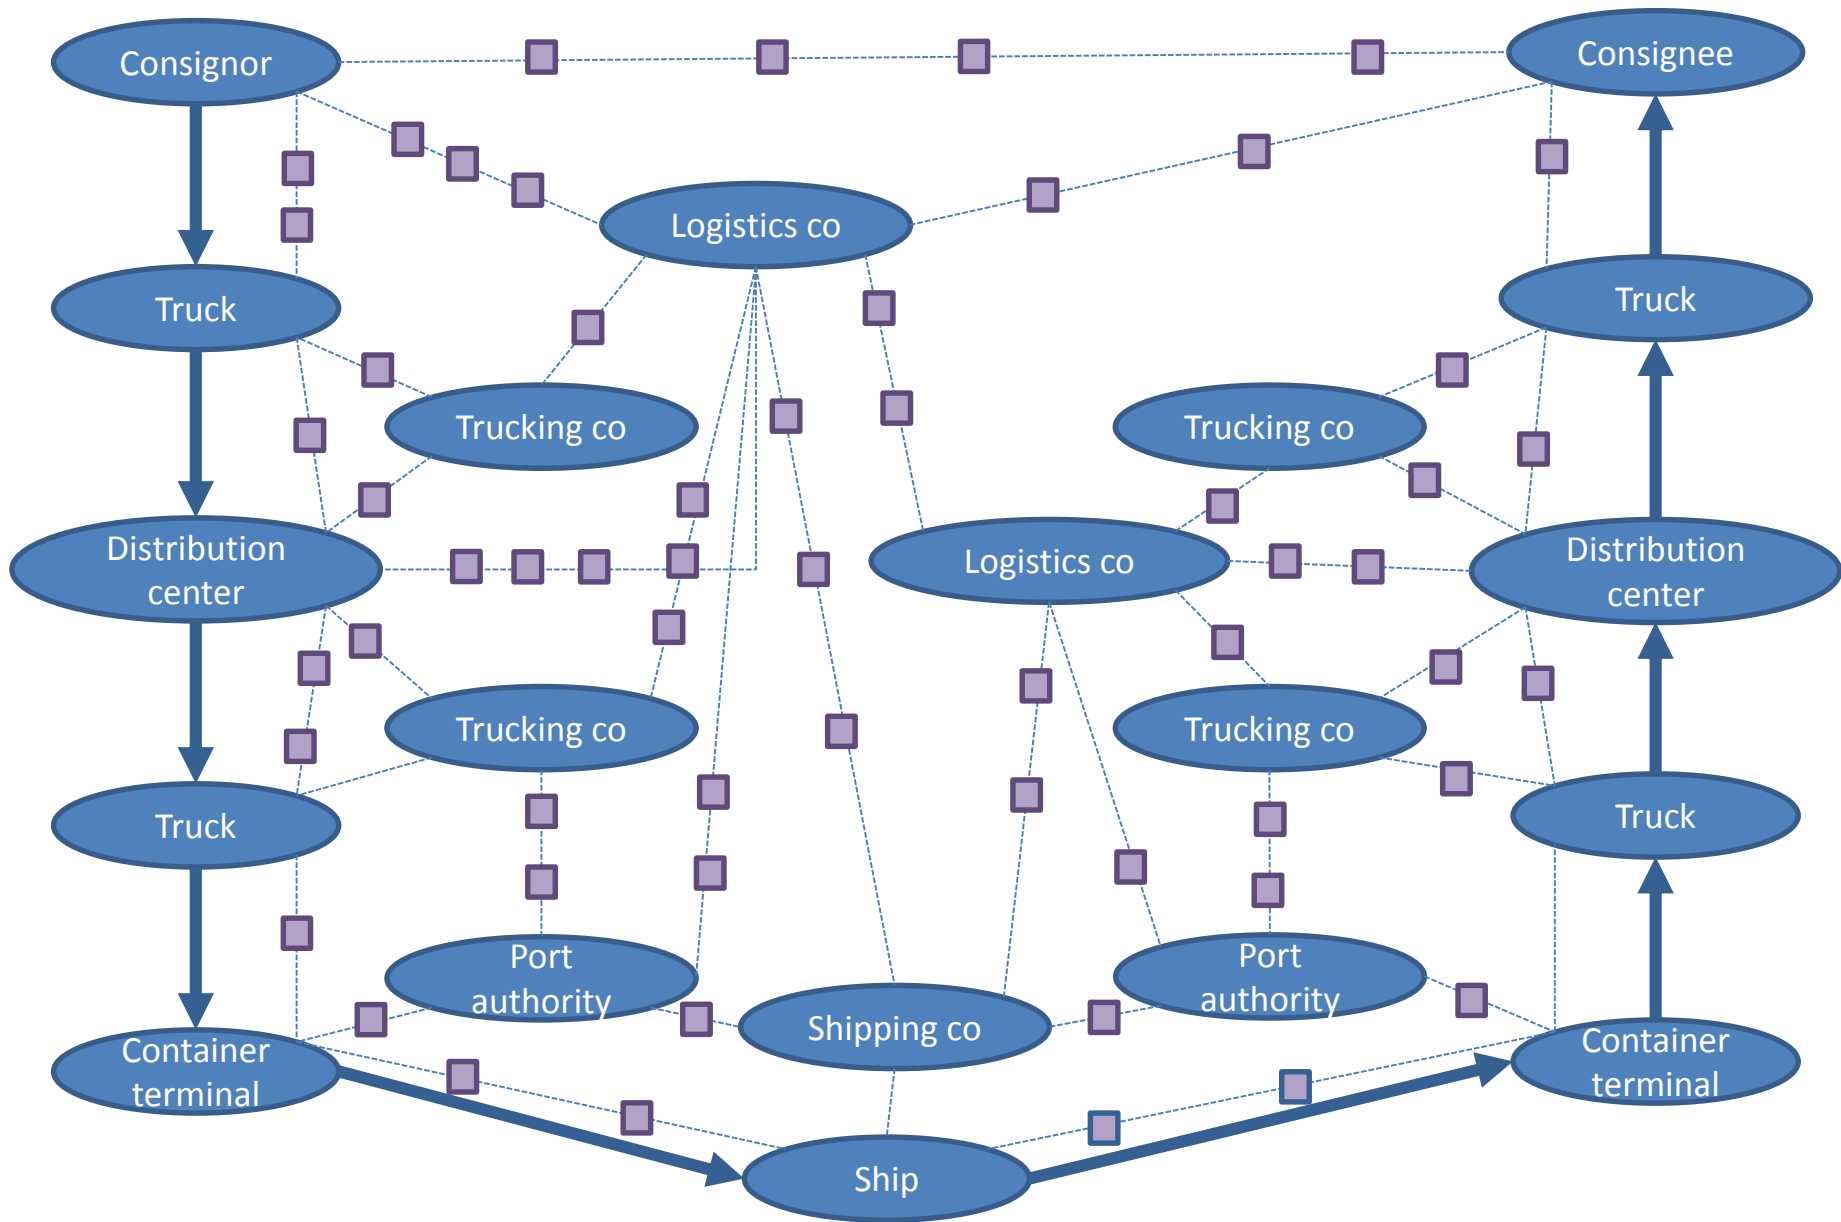 Consignor
Consignee
Logistics co
Truck
Truck
Trucking co
Trucking co
Distribution
center
Logistics co
Distribution
center
Trucking co
Trucking co
Truck
Truck
Port
authority
Port
authority
Shipping co
Container
terminal
Container
terminal
Ship